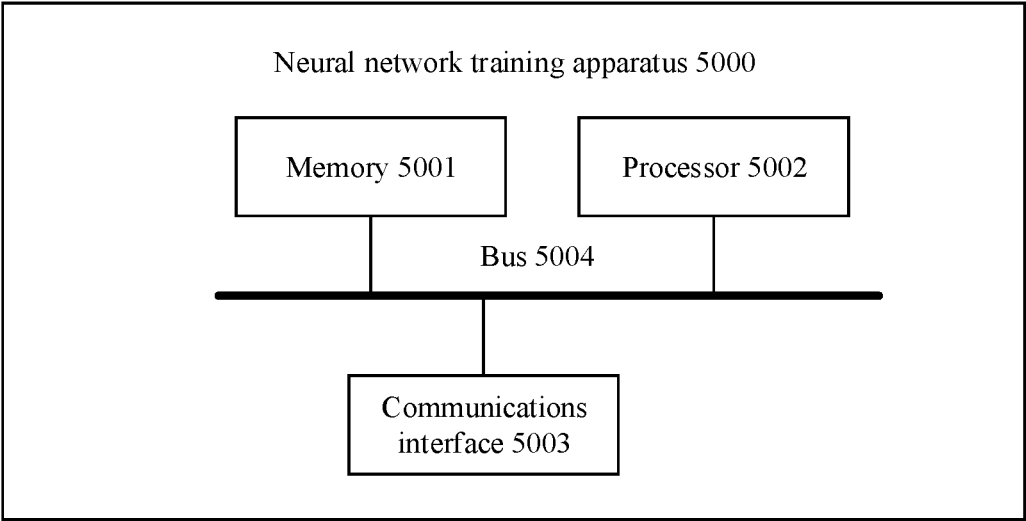 Neural network training apparatus 5000
Memory 5001
Processor 5002
Bus 5004
Communications
interface 5003